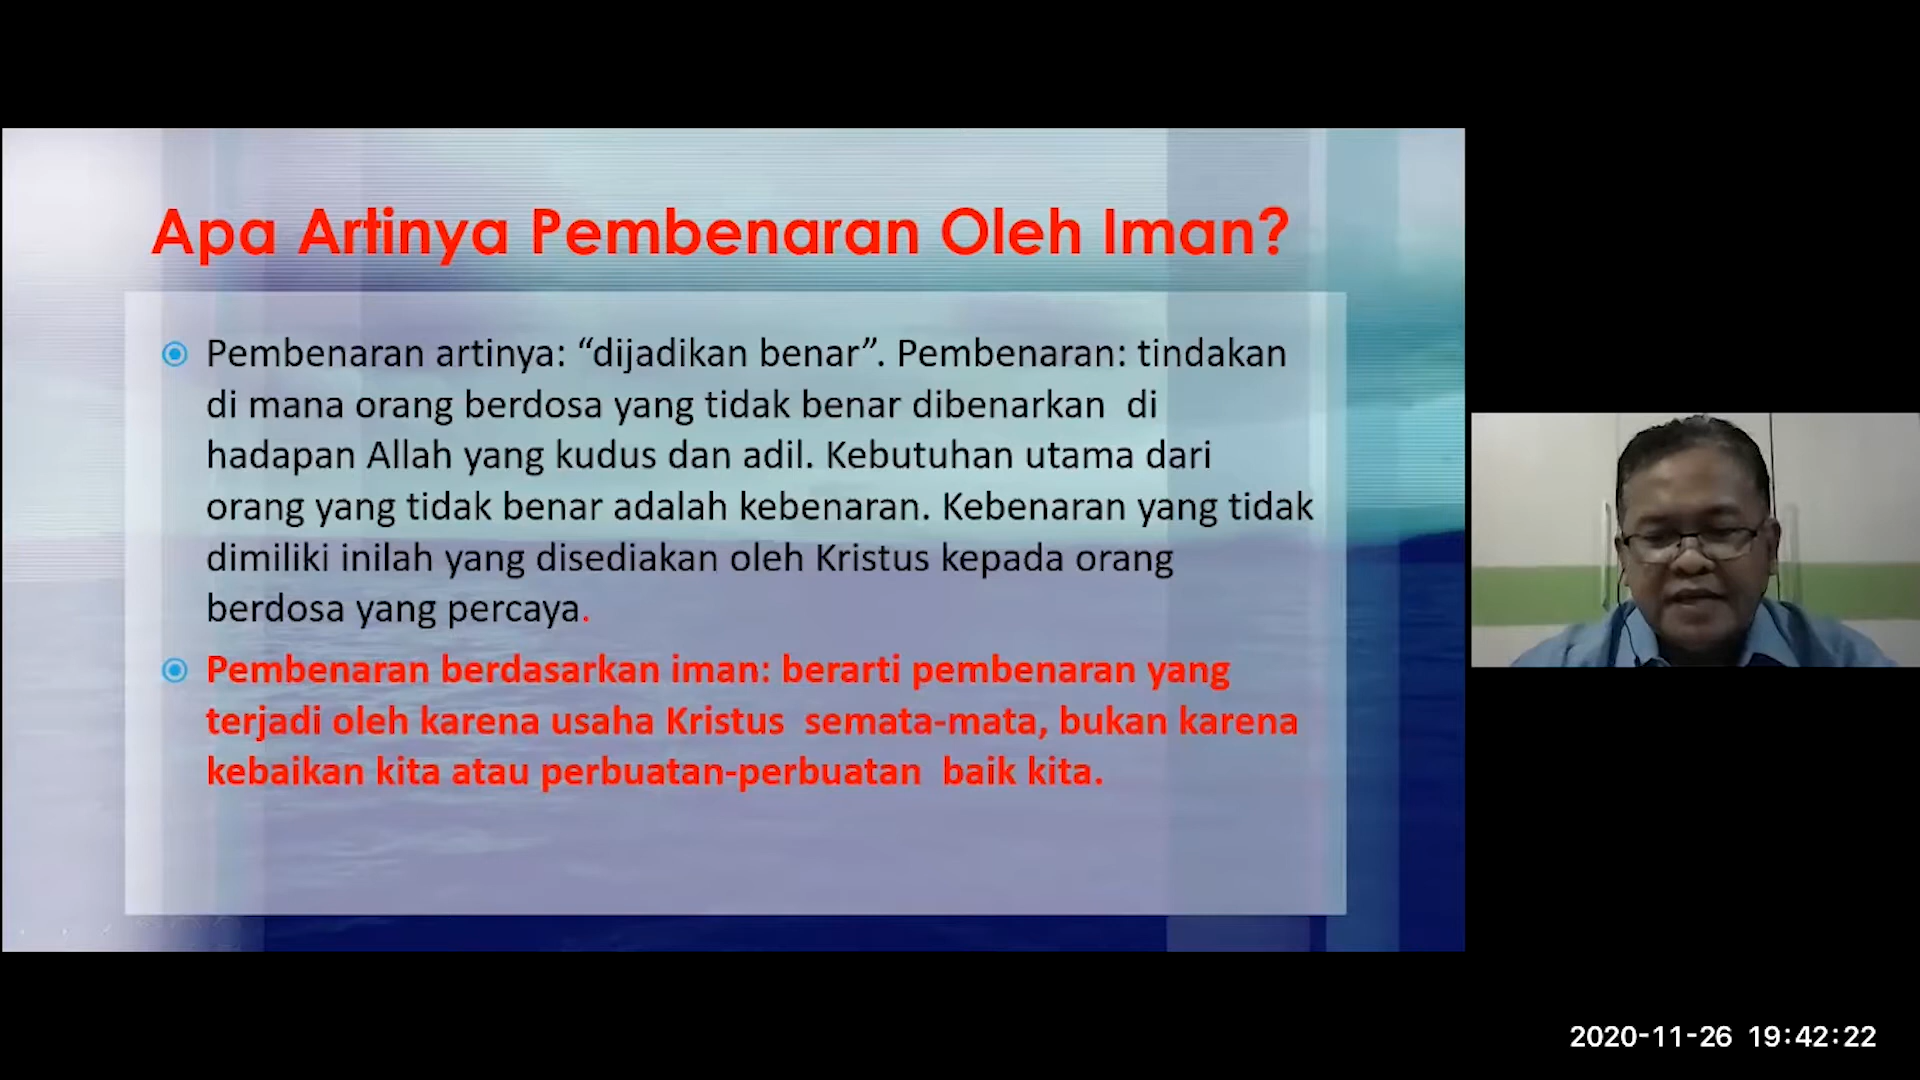 Apa Artinya Pembenaran Oleh Iman?
Pembenaran artinya: “dijadikan benar”. Pembenaran: tindakan
di mana orang berdosa yang tidak benar dibenarkan  di
hadapan Allah yang kudus dan adil. Kebutuhan utama dari
orang yang tidak benar adalah kebenaran. Kebenaran yang tidak
dimiliki inilah yang disediakan oleh Kristus kepada orang
berdosa yang percaya.
Pembenaran berdasarkan iman: berarti pembenaran yang
terjadi oleh karena usaha Kristus  semata-mata, bukan karena
kebaikan kita atau perbuatan-perbuatan  baik kita.
2020-11-26 19:42:22